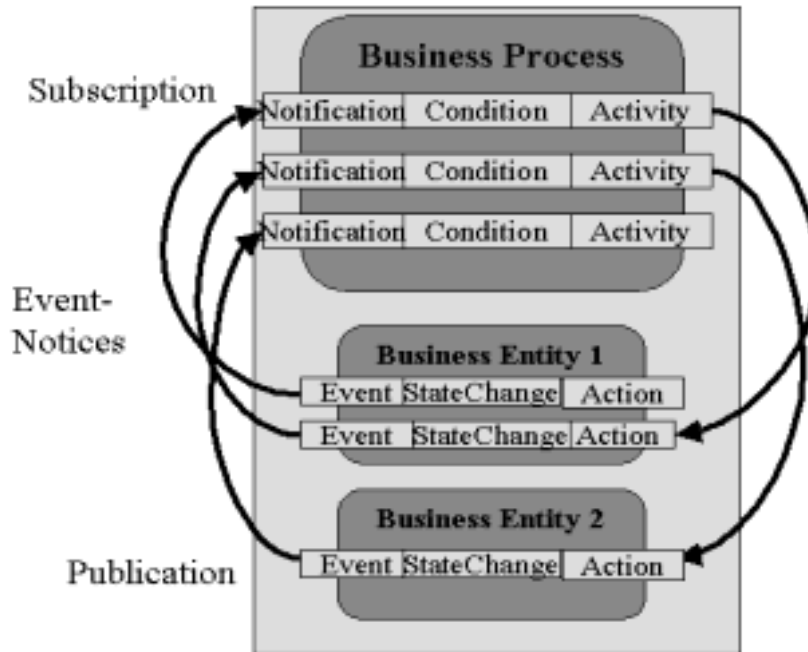 Business Process
Subscription
Notification Condition Activity
Notification Condition Activity
Notification Condition Activity
Event-
Notices
Business Entity 1
Event StateChange Action
Event StateChange Action
Business Entity 2
Event StateChange Action
Publication